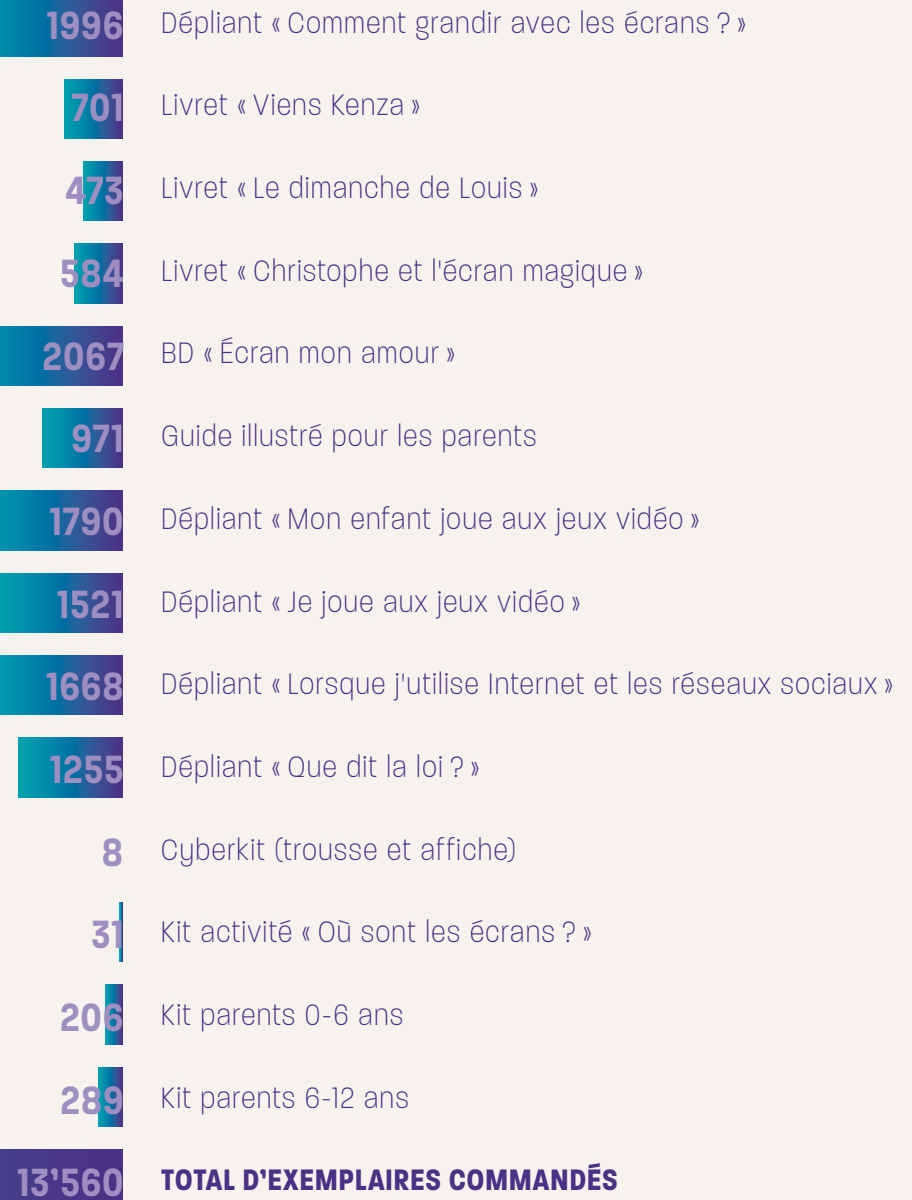 1996 Dépliant « Comment grandir avec les écrans ? »
701 Livret « Viens Kenza »
473 Livret « Le dimanche de Louis »
584 Livret « Christophe et l'écran magique »
2067 BD « Écran mon amour »
971 Guide illustré pour les parents
1790 Dépliant « Mon enfant joue aux jeux vidéo »
1521 Dépliant « Je joue aux jeux vidéo »
1668 Dépliant « Lorsque j'utilise Internet et les réseaux sociaux »
1255 Dépliant « Que dit la loi ? »
8 Cyberkit (trousse et affiche)
31 Kit activité « Où sont les écrans ? »
206 Kit parents 0-6 ans
289 Kit parents 6-12 ans
13’560 TOTAL D’EXEMPLAIRES COMMANDÉS